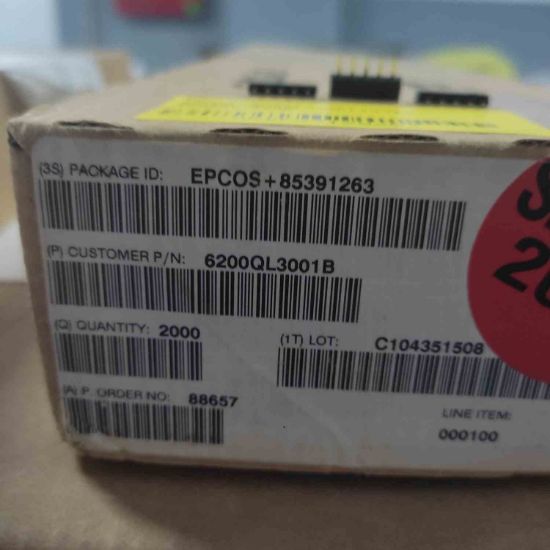 (3S) PACKAGE ID: EPCOS+85391263
(P) CUSTOMER P/N: 6200QL3001B
(Q) QUANTITY: 2000
(1T) LOT: C104351508
(A) P. ORDER NO: 88657
LINE ITEM:
000100